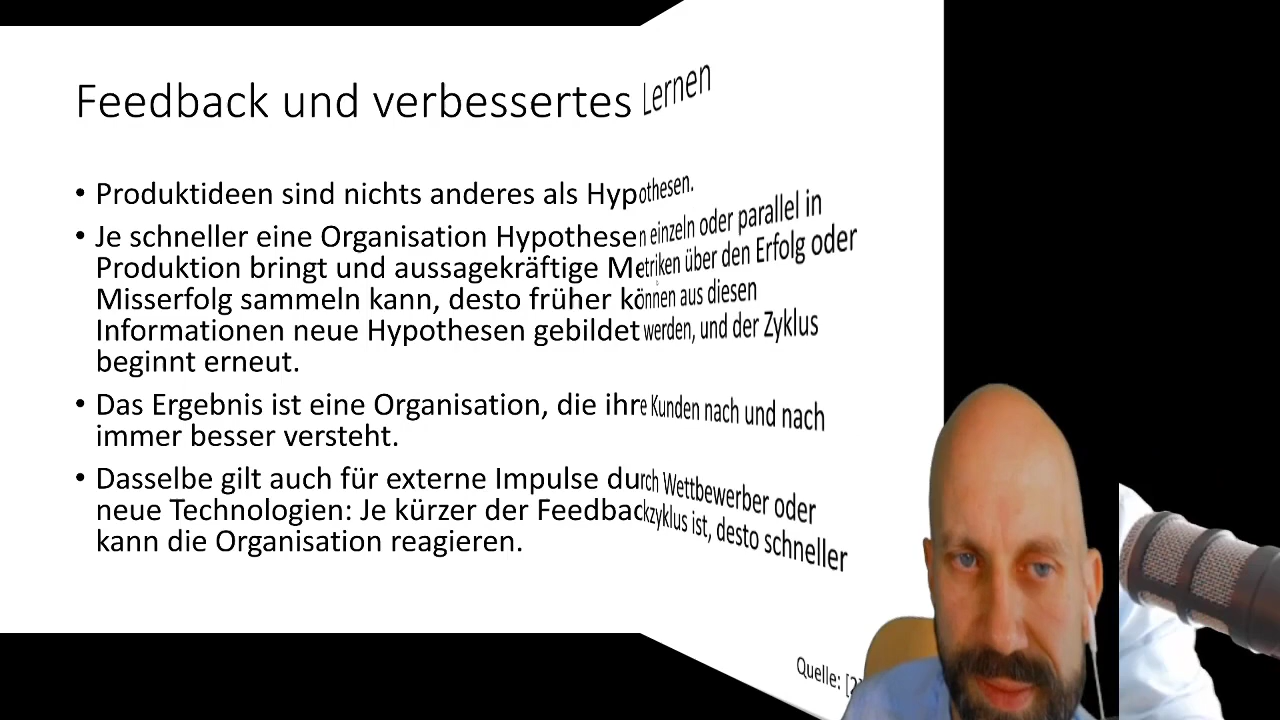 Feedback und verbessertes Lernen
• Produktideen sind nichts anderes als Hypothesen.
• Je schneller eine Organisation Hypothesen einzeln oder parallel in
Produktion bringt und aussagekräftige Metriken über den Erfolg oder
Misserfolg sammeln kann, desto früher können aus diesen
Informationen neue Hypothesen gebildet werden, und der Zyklus
beginnt erneut.
• Das Ergebnis ist eine Organisation, die ihre Kunden nach und nach
immer besser versteht.
• Dasselbe gilt auch für externe Impulse durch Wettbewerber oder
neue Technologien: Je kürzer der Feedbackzyklus ist, desto schneller
kann die Organisation reagieren.
Quelle: